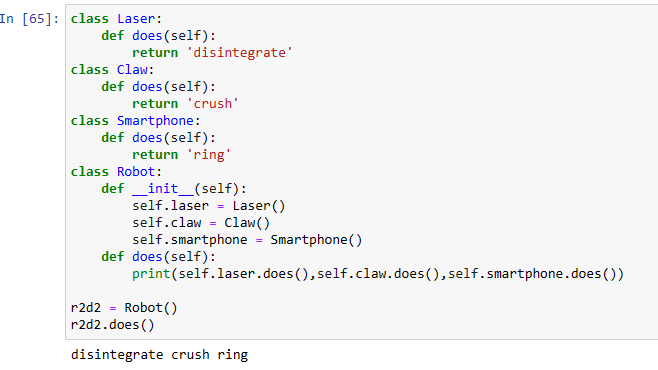 In [65]: class Laser:
    def does(self):
        return 'disintegrate'
class Claw:
    def does(self):
        return 'crush'
class Smartphone:
    def does(self):
        return 'ring'
class Robot:
    def __init__(self):
        self.laser = Laser()
        self.claw = Claw()
        self.smartphone = Smartphone()
    def does(self):
        print(self.laser.does(),self.claw.does(),self.smartphone.does())

r2d2 = Robot()
r2d2.does()
disintegrate crush ring